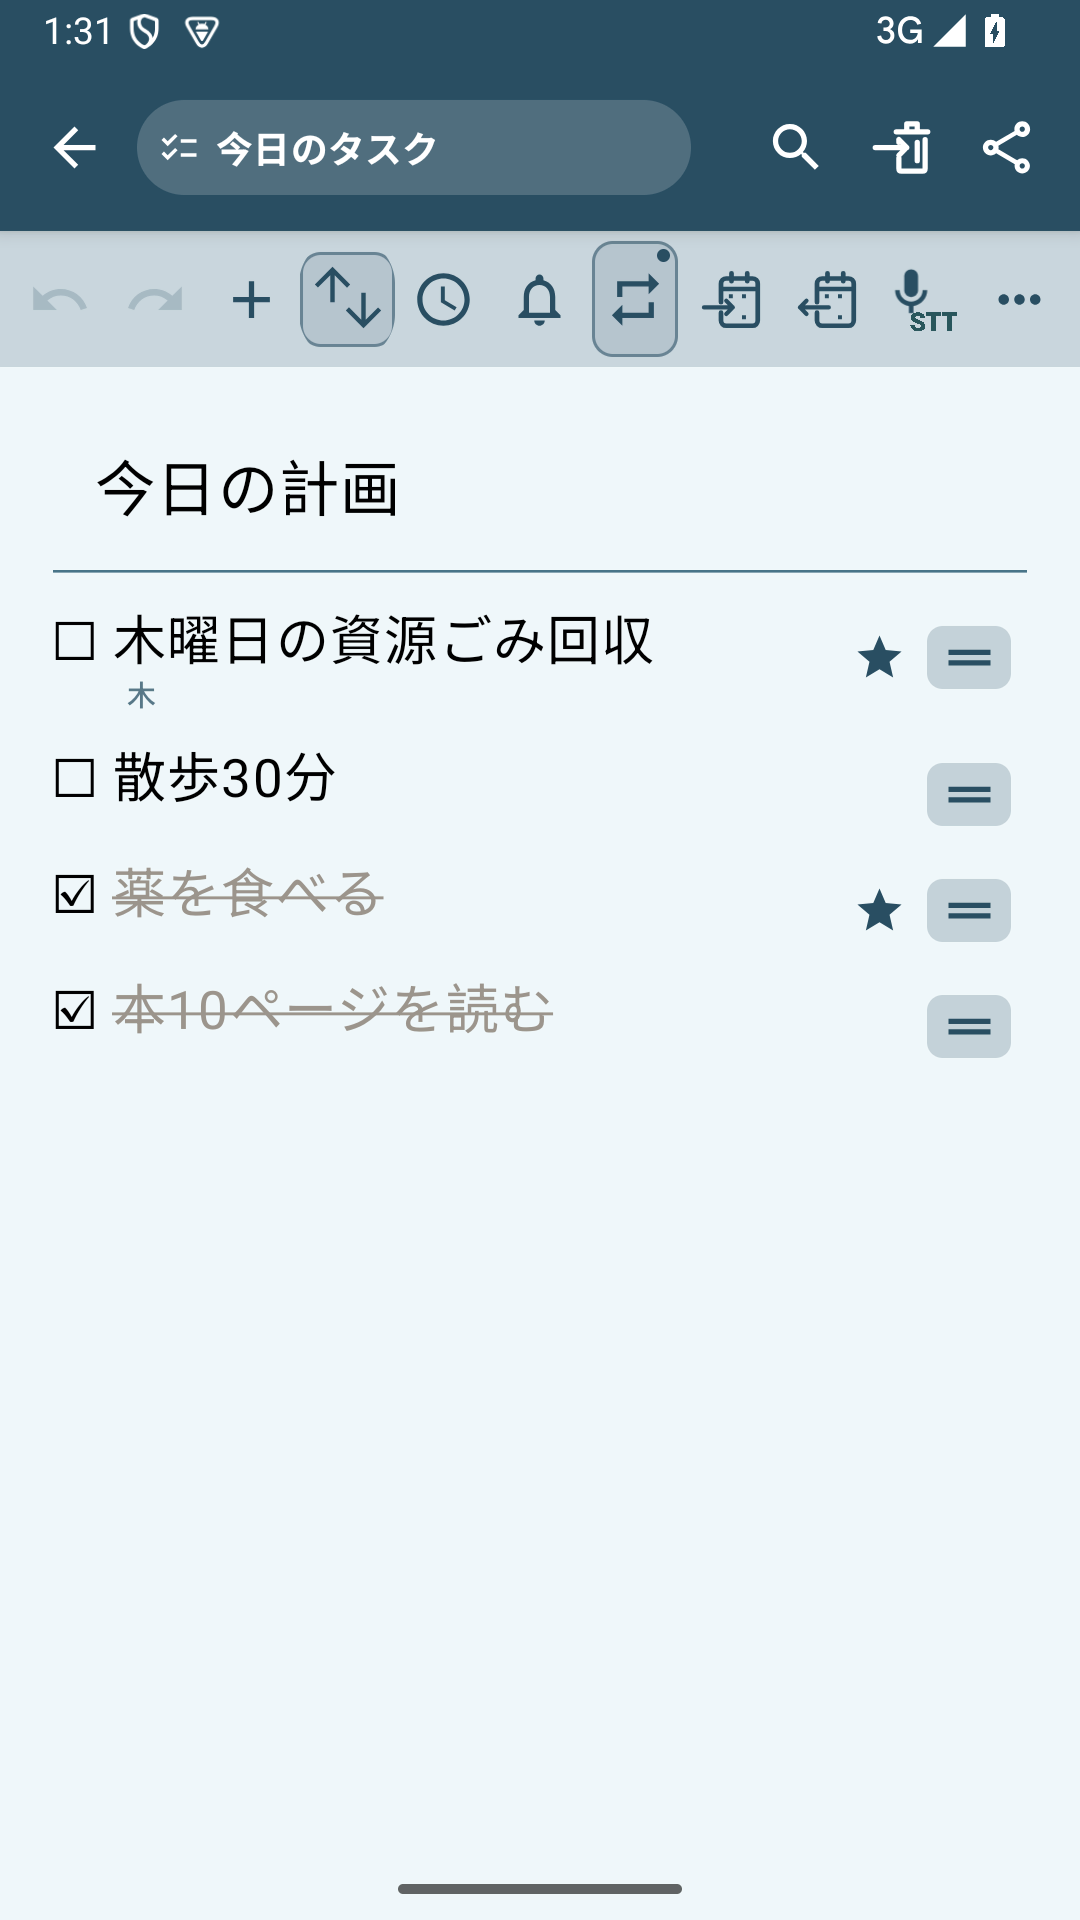 1:31
3G
今日のタスク
STT
今日の計画
木曜日の資源ごみ回収
木
散歩30分
薬を食べる
本10ページを読む